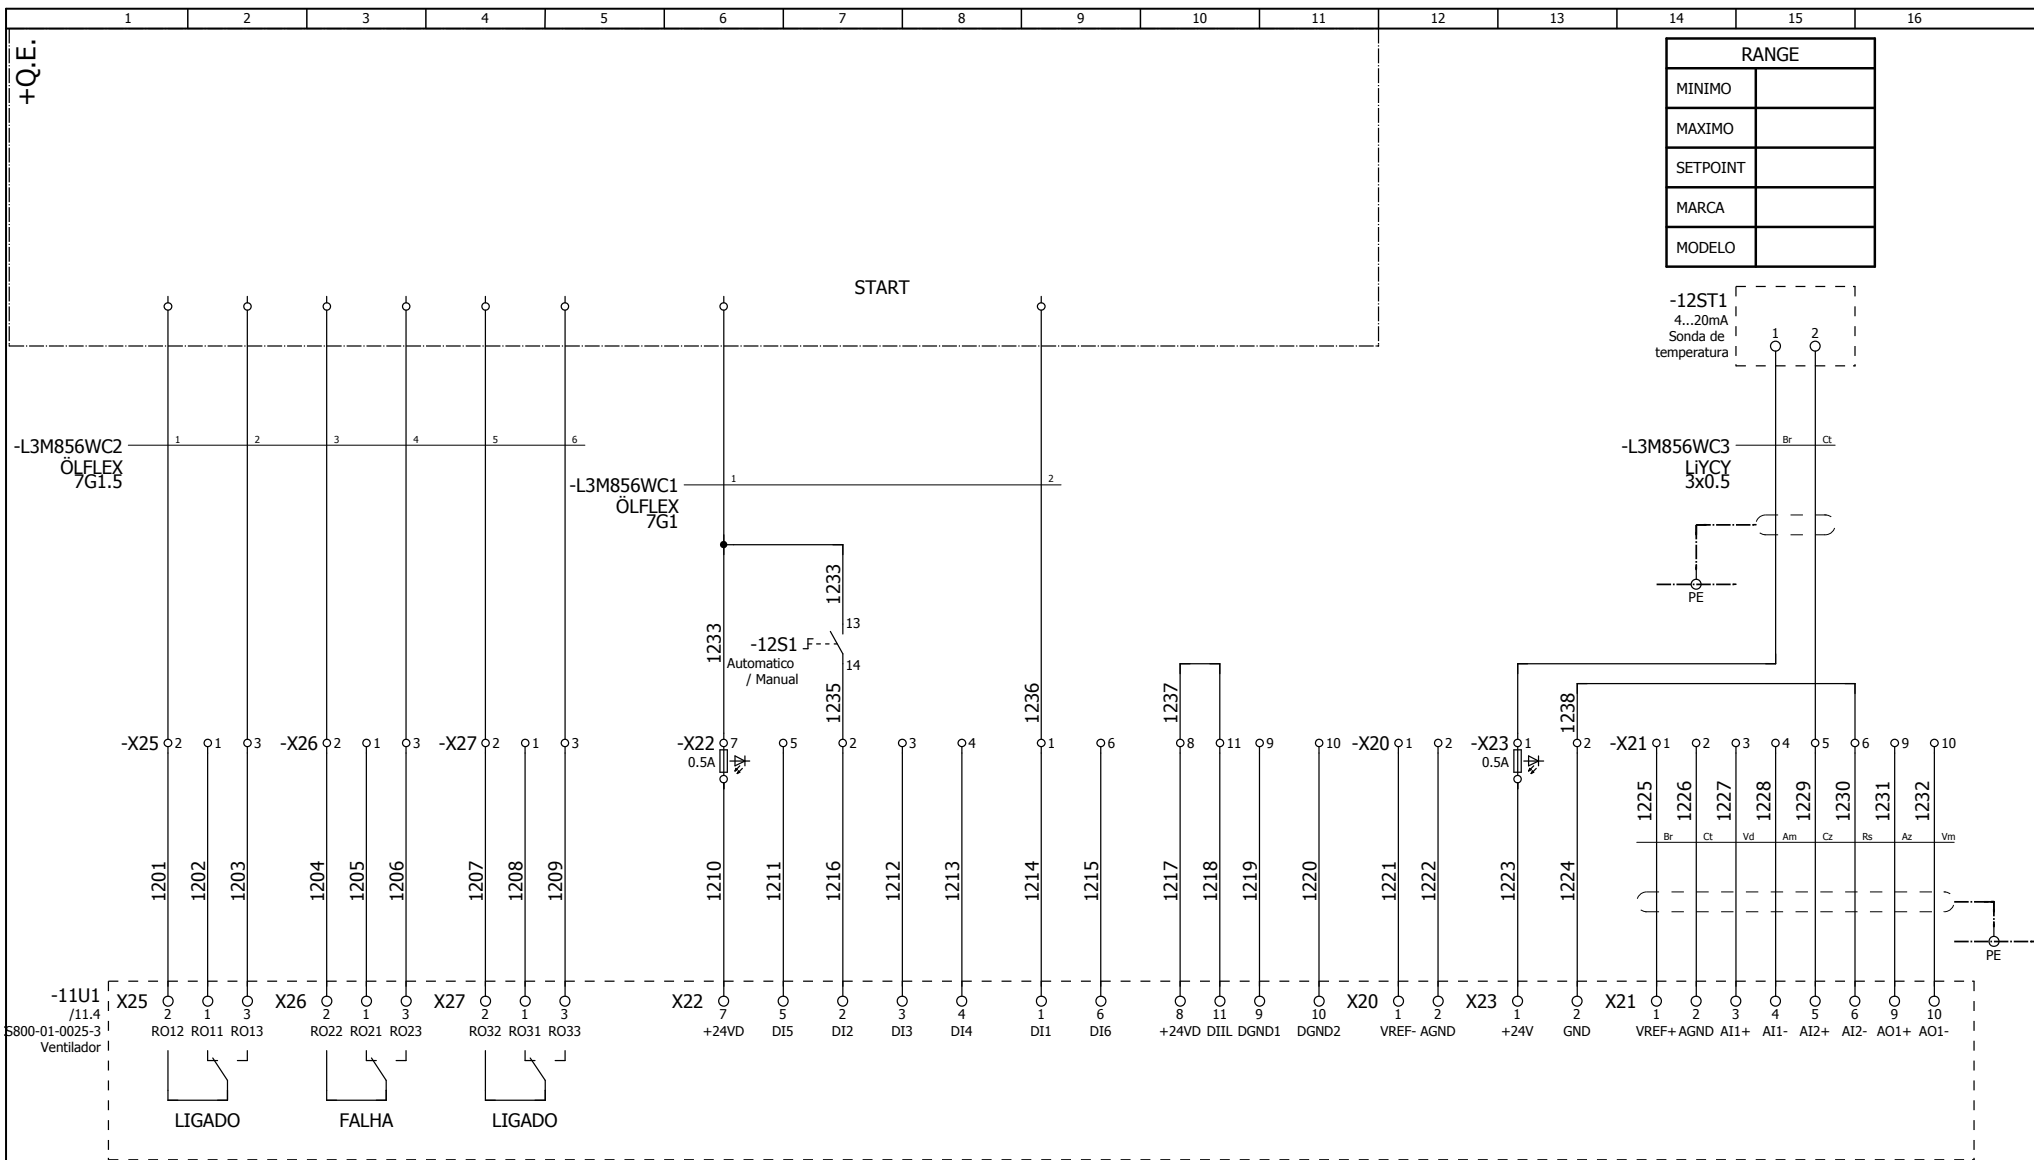 1 2 3 4 5 6 7 8 9 10 11 12 13 14 15 16
+Q.E.
RANGE
MINIMO
MAXIMO
SETPOINT
MARCA
MODELO
START
-12ST1
4...20mA
Sonda de
temperatura
1 2
-L3M856WC2
ÖLFLEX
7G1.5
1 2 3 4 5 6
-L3M856WC1
ÖLFLEX
7G1
1 2
-L3M856WC3
LiYCY
3x0.5
Br Ct
PE
1233
1233
-12S1
Automatico
/ Manual
13
14
1235
1236
1237
1238
-X25 2 1 3
-X26 2 1 3
-X27 2 1 3
-X22 7 5 2 3 4 1 6 8 11 9 10
0.5A
-X20 1 2
-X23 1 2
0.5A
-X21 1 2 3 4 5 6 9 10
1225 1226 1227 1228 1229 1230 1231 1232
Br Ct Vd Am Cz Rs Az Vm
1201 1202 1203 1204 1205 1206 1207 1208 1209 1210 1211 1216 1212 1213 1214 1215 1217 1218 1219 1220 1221 1222 1223 1224
PE
-11U1
/11.4
S800-01-0025-3
Ventilador
X25 X26 X27 X22 X20 X23 X21
2 1 3 2 1 3 2 1 3 7 5 2 3 4 1 6 8 11 9 10 1 2 1 2 1 2 3 4 5 6 9 10
RO12 RO11 RO13 RO22 RO21 RO23 RO32 RO31 RO33 +24VD DI5 DI2 DI3 DI4 DI1 DI6 +24VD DIIL DGND1 DGND2 VREF- AGND +24V GND VREF+ AGND AI1+ AI1- AI2+ AI2- AO1+ AO1-
LIGADO
FALHA
LIGADO